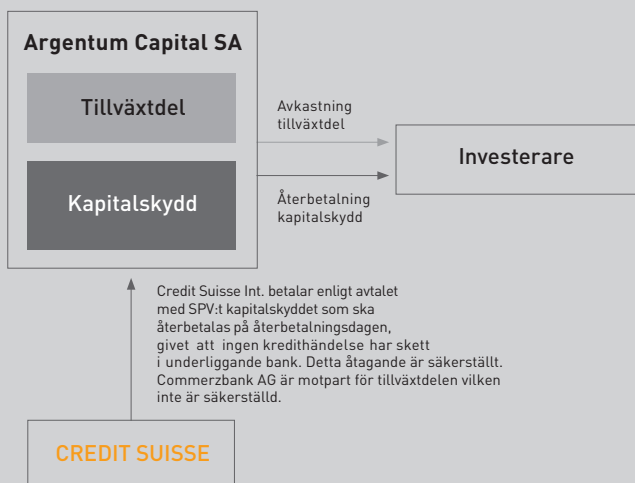 Argentum Capital SA
Tillväxtdel
Avkastning
tillväxtdel
Investerare
Kapitalskydd
Återbetalning
kapitalskydd
Credit Suisse Int. betalar enligt avtalet
med SPV:t kapitalskyddet som ska
återbetalas på återbetalningsdagen,
givet att ingen kredithändelse har skett
i underliggande bank. Detta åtagande är säkerställt.
Commerzbank AG är motpart för tillväxtdelen vilken
inte är säkerställd.
CREDIT SUISSE